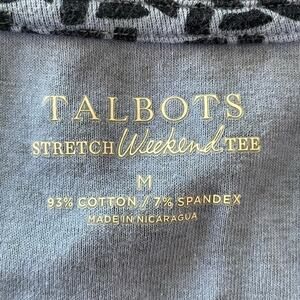 TALBOTS
STRETCH Weekend TEE
M
93% COTTON / 7% SPANDEX
MADE IN NICARAGUA